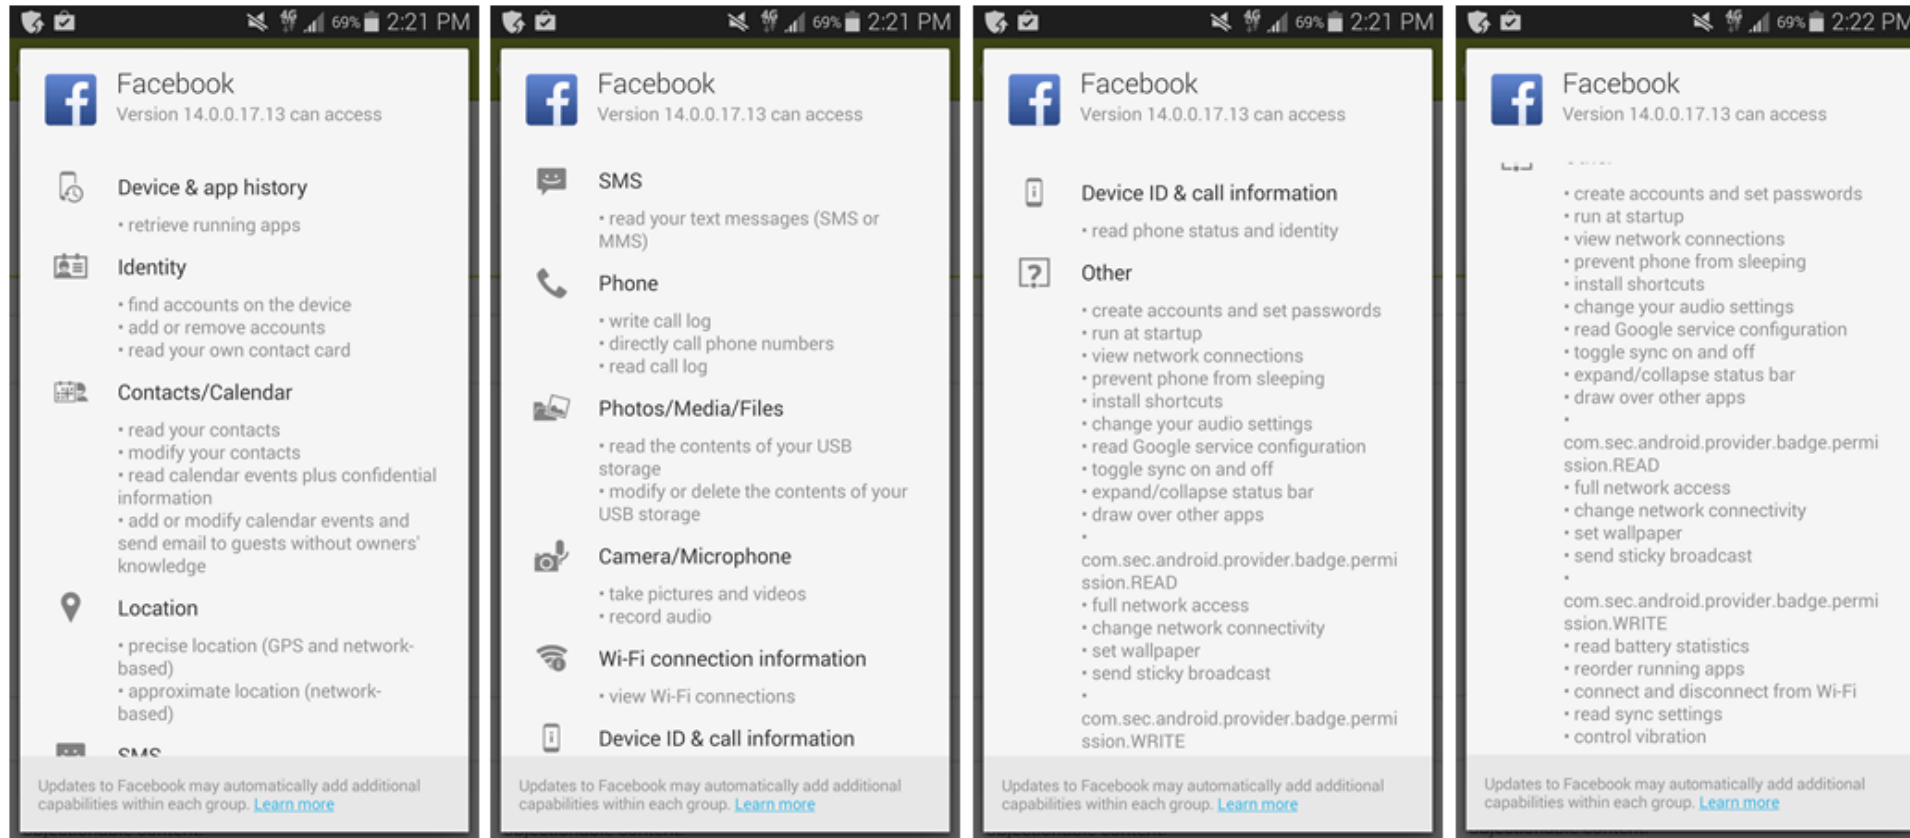 69% 2:21 PM
Facebook
Version 14.0.0.17.13 can access
Device & app history
• retrieve running apps
Identity
• find accounts on the device
• add or remove accounts
• read your own contact card
Contacts/Calendar
• read your contacts
• modify your contacts
• read calendar events plus confidential
information
• add or modify calendar events and
send email to guests without owners'
knowledge
Location
• precise location (GPS and network-
based)
• approximate location (network-
based)
SMS
Updates to Facebook may automatically add additional
capabilities within each group. Learn more
4G 69% 2:21 PM
Facebook
Version 14.0.0.17.13 can access
SMS
• read your text messages (SMS or
MMS)
Phone
• write call log
• directly call phone numbers
• read call log
Photos/Media/Files
• read the contents of your USB
storage
• modify or delete the contents of your
USB storage
Camera/Microphone
• take pictures and videos
• record audio
Wi-Fi connection information
• view Wi-Fi connections
Device ID & call information
Updates to Facebook may automatically add additional
capabilities within each group. Learn more
4G 69% 2:21 PM
Facebook
Version 14.0.0.17.13 can access
Device ID & call information
• read phone status and identity
Other
• create accounts and set passwords
• run at startup
• view network connections
• prevent phone from sleeping
• install shortcuts
• change your audio settings
• read Google service configuration
• toggle sync on and off
• expand/collapse status bar
• draw over other apps
•
com.sec.android.provider.badge.permi
ssion.READ
• full network access
• change network connectivity
• set wallpaper
• send sticky broadcast
•
com.sec.android.provider.badge.permi
ssion.WRITE
Updates to Facebook may automatically add additional
capabilities within each group. Learn more
4G 69% 2:22 PM
Facebook
Version 14.0.0.17.13 can access
• create accounts and set passwords
• run at startup
• view network connections
• prevent phone from sleeping
• install shortcuts
• change your audio settings
• read Google service configuration
• toggle sync on and off
• expand/collapse status bar
• draw over other apps
•
com.sec.android.provider.badge.permi
ssion.READ
• full network access
• change network connectivity
• set wallpaper
• send sticky broadcast
•
com.sec.android.provider.badge.permi
ssion.WRITE
• read battery statistics
• reorder running apps
• connect and disconnect from Wi-Fi
• read sync settings
• control vibration
Updates to Facebook may automatically add additional
capabilities within each group. Learn more